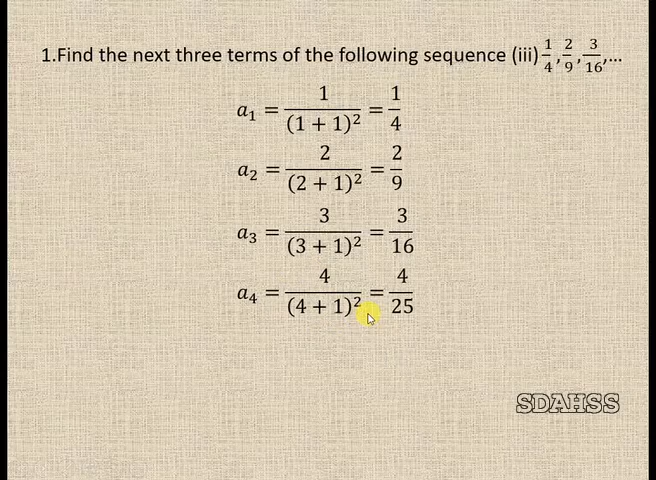 1.Find the next three terms of the following sequence (iii) 1/4, 2/9, 3/16,...
a₁ = 1/(1 + 1)² = 1/4
a₂ = 2/(2 + 1)² = 2/9
a₃ = 3/(3 + 1)² = 3/16
a₄ = 4/(4 + 1)² = 4/25
SDAHSS